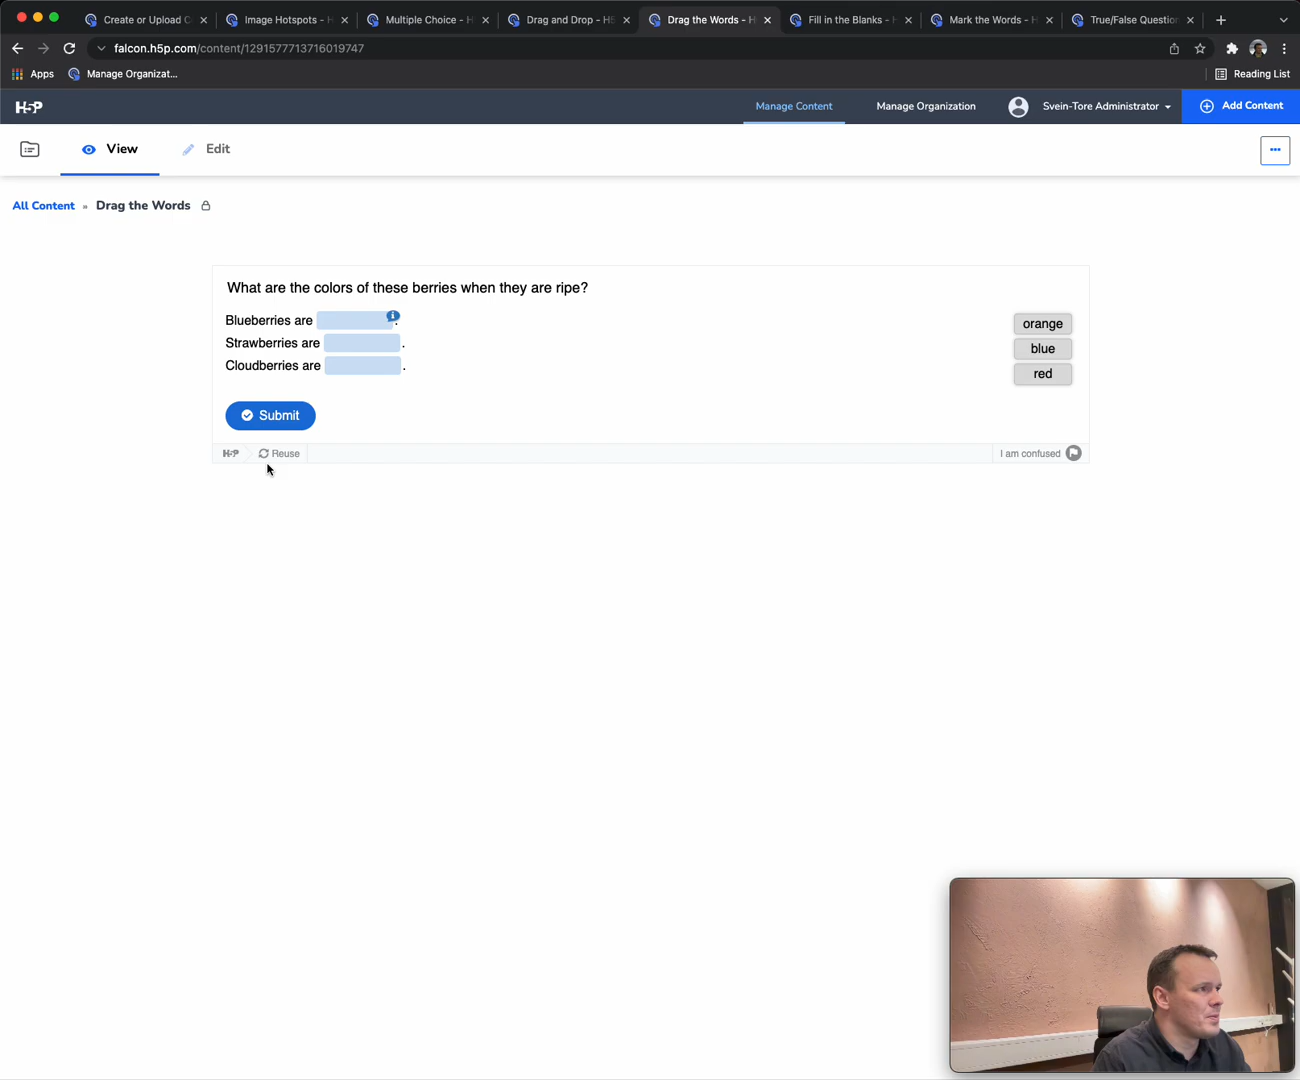 Create or Upload C
Image Hotspots - H
Multiple Choice - H
Drag and Drop - H5
Drag the Words - H
Fill in the Blanks - H
Mark the Words - H
True/False Question
falcon.h5p.com/content/1291577713716019747
Apps
Manage Organizat...
Reading List
H5P
Manage Content
Manage Organization
Svein-Tore Administrator
Add Content
View
Edit
All Content » Drag the Words
What are the colors of these berries when they are ripe?
Blueberries are .
Strawberries are .
Cloudberries are .
orange
blue
red
Submit
H5P
Reuse
I am confused